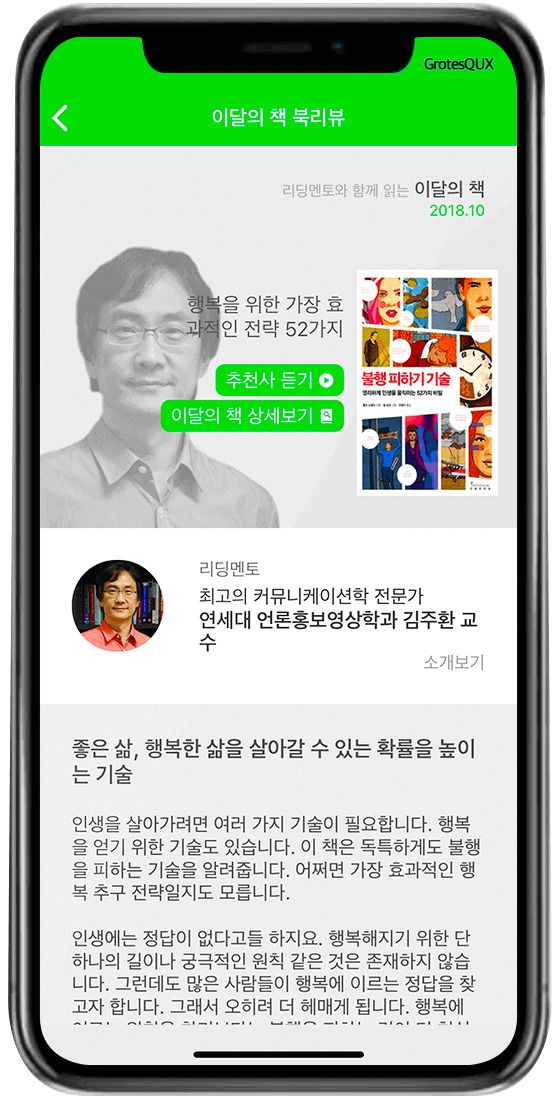 GrotesQUX
이달의 책 북리뷰
리딩멘토와 함께 읽는 이달의 책
2018.10
행복을 위한 가장 효
과적인 전략 52가지
추천사 듣기
이달의 책 상세보기
불행 피하기 기술
영리하게 인생을 움직이는 52가지 비밀
리딩멘토
최고의 커뮤니케이션학 전문가
연세대 언론홍보영상학과 김주환 교
수
소개보기
좋은 삶, 행복한 삶을 살아갈 수 있는 확률을 높이
는 기술
인생을 살아가려면 여러 가지 기술이 필요합니다. 행복
을 얻기 위한 기술도 있습니다. 이 책은 독특하게도 불행
을 피하는 기술을 알려줍니다. 어쩌면 가장 효과적인 행
복 추구 전략일지도 모릅니다.
인생에는 정답이 없다고들 하지요. 행복해지기 위한 단
하나의 길이나 궁극적인 원칙 같은 것은 존재하지 않습
니다. 그런데도 많은 사람들이 행복에 이르는 정답을 찾
고자 합니다. 그래서 오히려 더 헤매게 됩니다. 행복에